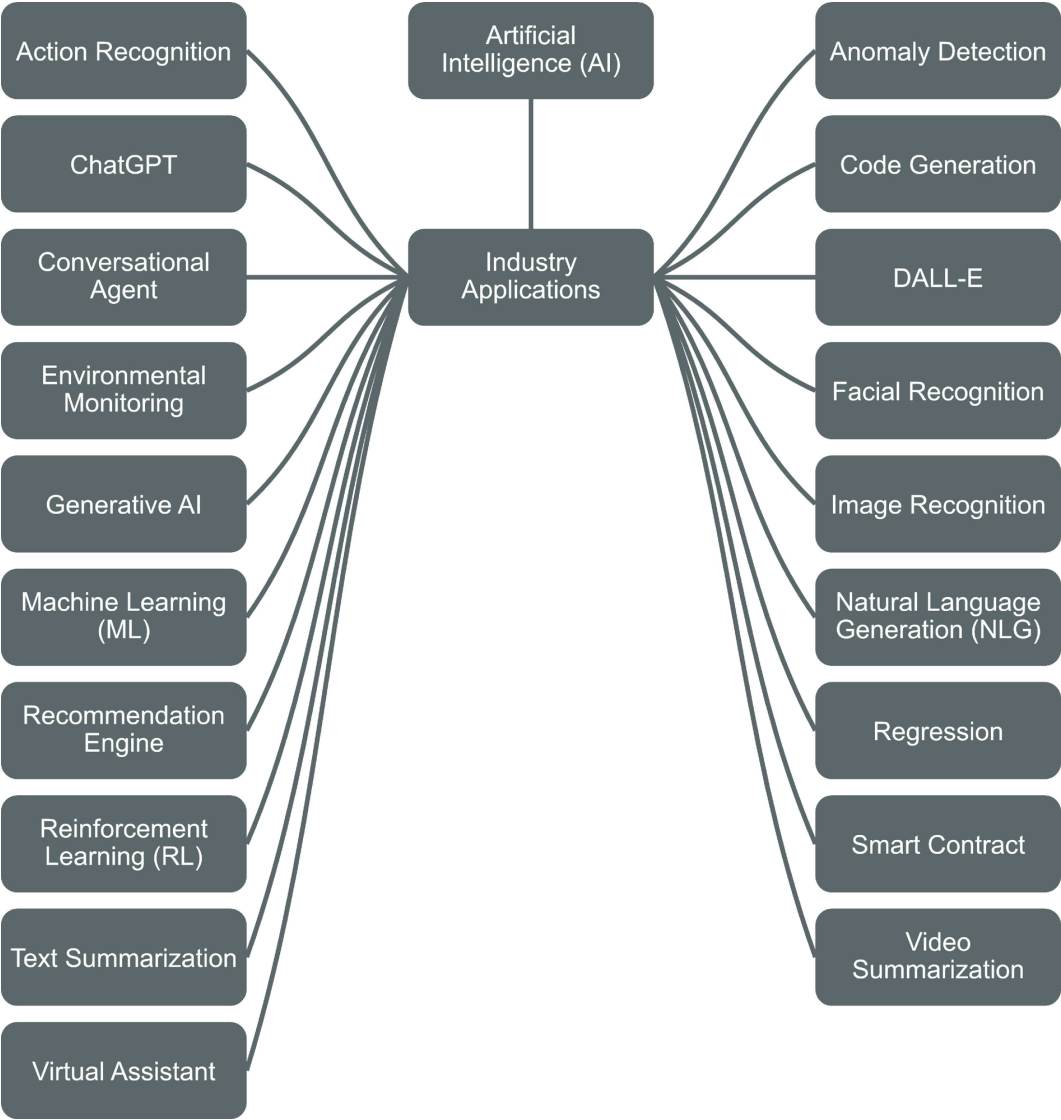 Artificial
Intelligence (AI)
Industry
Applications
Action Recognition
ChatGPT
Conversational
Agent
Environmental
Monitoring
Generative AI
Machine Learning
(ML)
Recommendation
Engine
Reinforcement
Learning (RL)
Text Summarization
Virtual Assistant
Anomaly Detection
Code Generation
DALL-E
Facial Recognition
Image Recognition
Natural Language
Generation (NLG)
Regression
Smart Contract
Video
Summarization